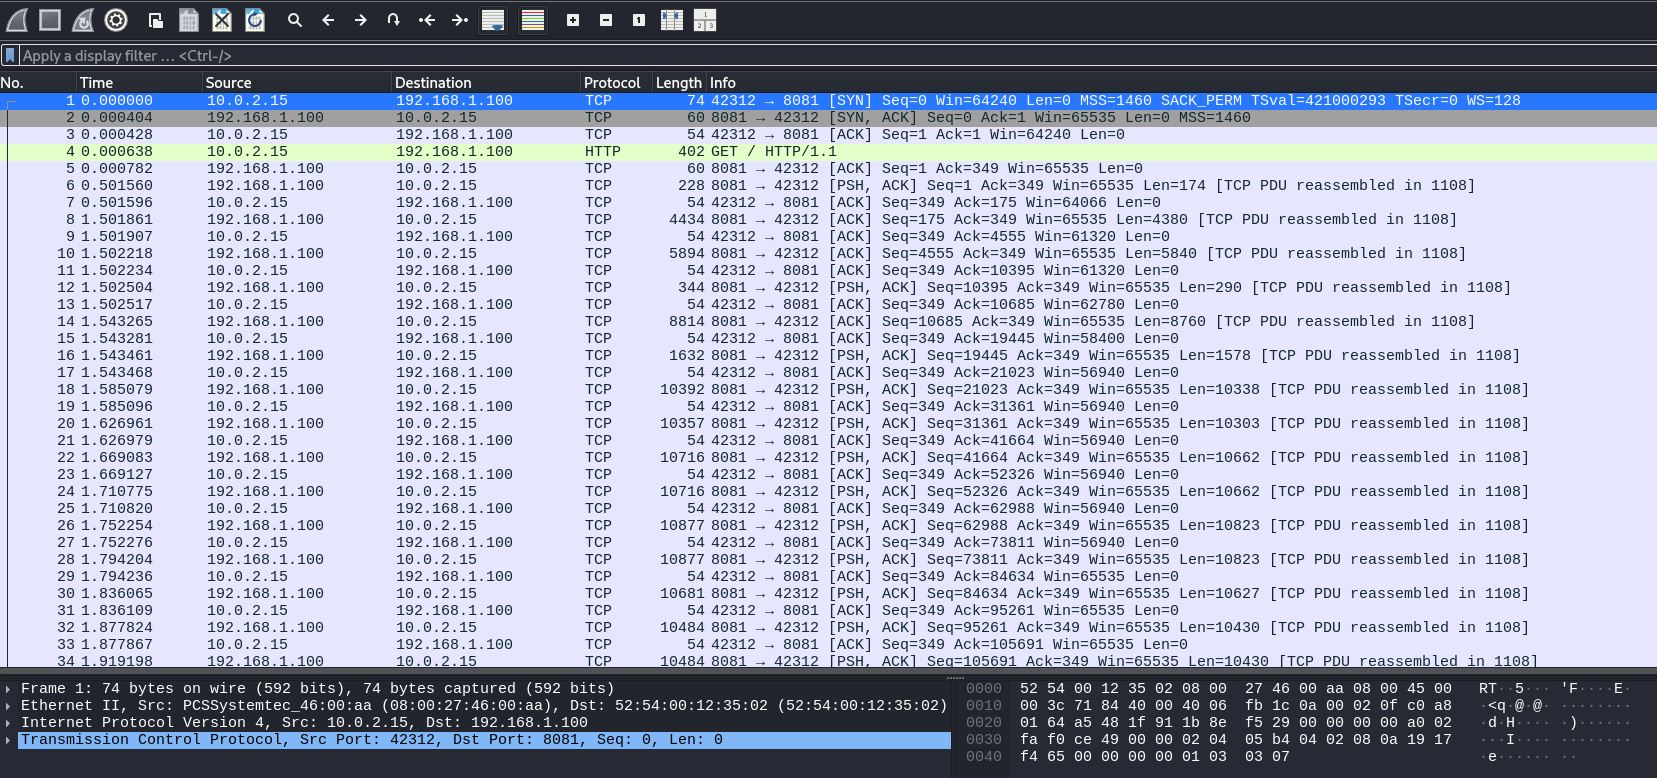 Apply a display filter … <Ctrl-/>
No. Time Source Destination Protocol Length Info
1 0.000000 10.0.2.15 192.168.1.100 TCP 74 42312 → 8081 [SYN] Seq=0 Win=64240 Len=0 MSS=1460 SACK_PERM TSval=421000293 TSecr=0 WS=128
2 0.000404 192.168.1.100 10.0.2.15 TCP 60 8081 → 42312 [SYN, ACK] Seq=0 Ack=1 Win=65535 Len=0 MSS=1460
3 0.000428 10.0.2.15 192.168.1.100 TCP 54 42312 → 8081 [ACK] Seq=1 Ack=1 Win=64240 Len=0
4 0.000638 10.0.2.15 192.168.1.100 HTTP 402 GET / HTTP/1.1
5 0.000782 192.168.1.100 10.0.2.15 TCP 60 8081 → 42312 [ACK] Seq=1 Ack=349 Win=65535 Len=0
6 0.501560 192.168.1.100 10.0.2.15 TCP 228 8081 → 42312 [PSH, ACK] Seq=1 Ack=349 Win=65535 Len=174 [TCP PDU reassembled in 1108]
7 0.501596 10.0.2.15 192.168.1.100 TCP 54 42312 → 8081 [ACK] Seq=349 Ack=175 Win=64066 Len=0
8 1.501861 192.168.1.100 10.0.2.15 TCP 4434 8081 → 42312 [ACK] Seq=175 Ack=349 Win=65535 Len=4380 [TCP PDU reassembled in 1108]
9 1.501907 10.0.2.15 192.168.1.100 TCP 54 42312 → 8081 [ACK] Seq=349 Ack=4555 Win=61320 Len=0
10 1.502218 192.168.1.100 10.0.2.15 TCP 5894 8081 → 42312 [ACK] Seq=4555 Ack=349 Win=65535 Len=5840 [TCP PDU reassembled in 1108]
11 1.502234 10.0.2.15 192.168.1.100 TCP 54 42312 → 8081 [ACK] Seq=349 Ack=10395 Win=61320 Len=0
12 1.502504 192.168.1.100 10.0.2.15 TCP 344 8081 → 42312 [PSH, ACK] Seq=10395 Ack=349 Win=65535 Len=290 [TCP PDU reassembled in 1108]
13 1.502517 10.0.2.15 192.168.1.100 TCP 54 42312 → 8081 [ACK] Seq=349 Ack=10685 Win=62780 Len=0
14 1.543265 192.168.1.100 10.0.2.15 TCP 8814 8081 → 42312 [ACK] Seq=10685 Ack=349 Win=65535 Len=8760 [TCP PDU reassembled in 1108]
15 1.543281 10.0.2.15 192.168.1.100 TCP 54 42312 → 8081 [ACK] Seq=349 Ack=19445 Win=58400 Len=0
16 1.543461 192.168.1.100 10.0.2.15 TCP 1632 8081 → 42312 [PSH, ACK] Seq=19445 Ack=349 Win=65535 Len=1578 [TCP PDU reassembled in 1108]
17 1.543468 10.0.2.15 192.168.1.100 TCP 54 42312 → 8081 [ACK] Seq=349 Ack=21023 Win=56940 Len=0
18 1.585079 192.168.1.100 10.0.2.15 TCP 10392 8081 → 42312 [PSH, ACK] Seq=21023 Ack=349 Win=65535 Len=10338 [TCP PDU reassembled in 1108]
19 1.585096 10.0.2.15 192.168.1.100 TCP 54 42312 → 8081 [ACK] Seq=349 Ack=31361 Win=56940 Len=0
20 1.626961 192.168.1.100 10.0.2.15 TCP 10357 8081 → 42312 [PSH, ACK] Seq=31361 Ack=349 Win=65535 Len=10303 [TCP PDU reassembled in 1108]
21 1.626979 10.0.2.15 192.168.1.100 TCP 54 42312 → 8081 [ACK] Seq=349 Ack=41664 Win=56940 Len=0
22 1.669083 192.168.1.100 10.0.2.15 TCP 10716 8081 → 42312 [PSH, ACK] Seq=41664 Ack=349 Win=65535 Len=10662 [TCP PDU reassembled in 1108]
23 1.669127 10.0.2.15 192.168.1.100 TCP 54 42312 → 8081 [ACK] Seq=349 Ack=52326 Win=56940 Len=0
24 1.710775 192.168.1.100 10.0.2.15 TCP 10716 8081 → 42312 [PSH, ACK] Seq=52326 Ack=349 Win=65535 Len=10662 [TCP PDU reassembled in 1108]
25 1.710820 10.0.2.15 192.168.1.100 TCP 54 42312 → 8081 [ACK] Seq=349 Ack=62988 Win=56940 Len=0
26 1.752254 192.168.1.100 10.0.2.15 TCP 10877 8081 → 42312 [PSH, ACK] Seq=62988 Ack=349 Win=65535 Len=10823 [TCP PDU reassembled in 1108]
27 1.752276 10.0.2.15 192.168.1.100 TCP 54 42312 → 8081 [ACK] Seq=349 Ack=73811 Win=56940 Len=0
28 1.794204 192.168.1.100 10.0.2.15 TCP 10877 8081 → 42312 [PSH, ACK] Seq=73811 Ack=349 Win=65535 Len=10823 [TCP PDU reassembled in 1108]
29 1.794236 10.0.2.15 192.168.1.100 TCP 54 42312 → 8081 [ACK] Seq=349 Ack=84634 Win=65535 Len=0
30 1.836065 192.168.1.100 10.0.2.15 TCP 10681 8081 → 42312 [PSH, ACK] Seq=84634 Ack=349 Win=65535 Len=10627 [TCP PDU reassembled in 1108]
31 1.836109 10.0.2.15 192.168.1.100 TCP 54 42312 → 8081 [ACK] Seq=349 Ack=95261 Win=65535 Len=0
32 1.877824 192.168.1.100 10.0.2.15 TCP 10484 8081 → 42312 [PSH, ACK] Seq=95261 Ack=349 Win=65535 Len=10430 [TCP PDU reassembled in 1108]
33 1.877867 10.0.2.15 192.168.1.100 TCP 54 42312 → 8081 [ACK] Seq=349 Ack=105691 Win=65535 Len=0
34 1.919198 192.168.1.100 10.0.2.15 TCP 10484 8081 → 42312 [PSH, ACK] Seq=105691 Ack=349 Win=65535 Len=10430 [TCP PDU reassembled in 1108]
Frame 1: 74 bytes on wire (592 bits), 74 bytes captured (592 bits)
Ethernet II, Src: PCSSystemtec_46:00:aa (08:00:27:46:00:aa), Dst: 52:54:00:12:35:02 (52:54:00:12:35:02)
Internet Protocol Version 4, Src: 10.0.2.15, Dst: 192.168.1.100
Transmission Control Protocol, Src Port: 42312, Dst Port: 8081, Seq: 0, Len: 0
0000 52 54 00 12 35 02 08 00 27 46 00 aa 08 00 45 00 RT··5··· 'F····E·
0010 00 3c 71 84 40 00 40 06 fb 1c 0a 00 02 0f c0 a8 ·<q·@·@· ········
0020 01 64 a5 48 1f 91 1b 8e f5 29 00 00 00 00 a0 02 ·d·H···· ·)······
0030 fa f0 ce 49 00 00 02 04 05 b4 04 02 08 0a 19 17 ···I···· ········
0040 f4 65 00 00 00 00 01 03 03 07 ·e······ ··